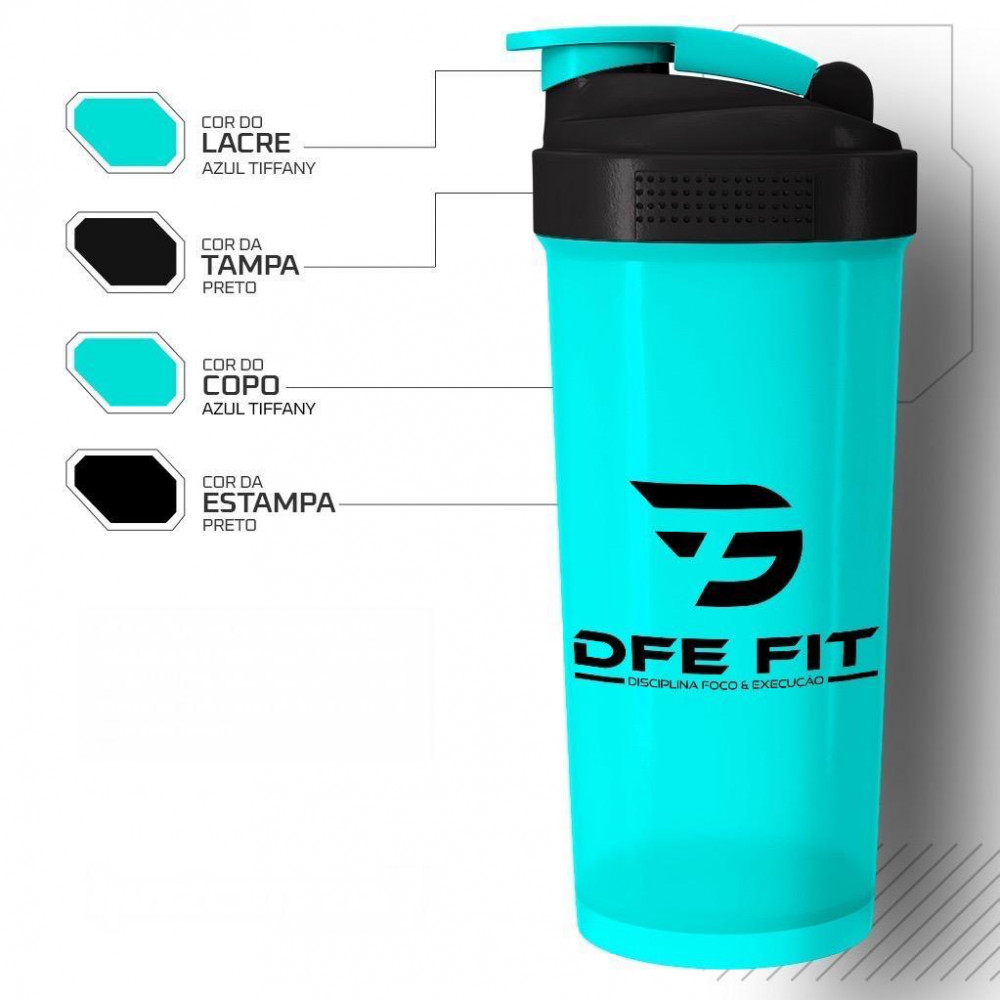 COR DO
LACRE
AZUL TIFFANY
COR DA
TAMPA
PRETO
COR DO
COPO
AZUL TIFFANY
COR DA
ESTAMPA
PRETO
DFE FIT
DISCIPLINA FOCO & EXECUÇÃO